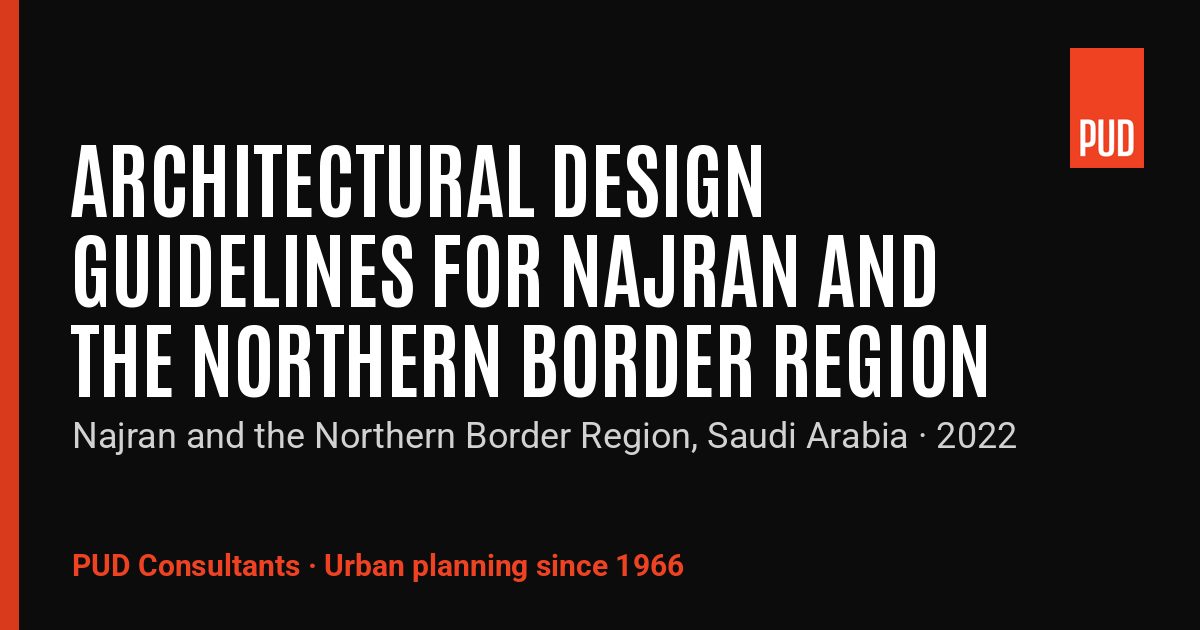 PUD
ARCHITECTURAL DESIGN
GUIDELINES FOR NAJRAN AND
THE NORTHERN BORDER REGION
Najran and the Northern Border Region, Saudi Arabia · 2022
PUD Consultants · Urban planning since 1966